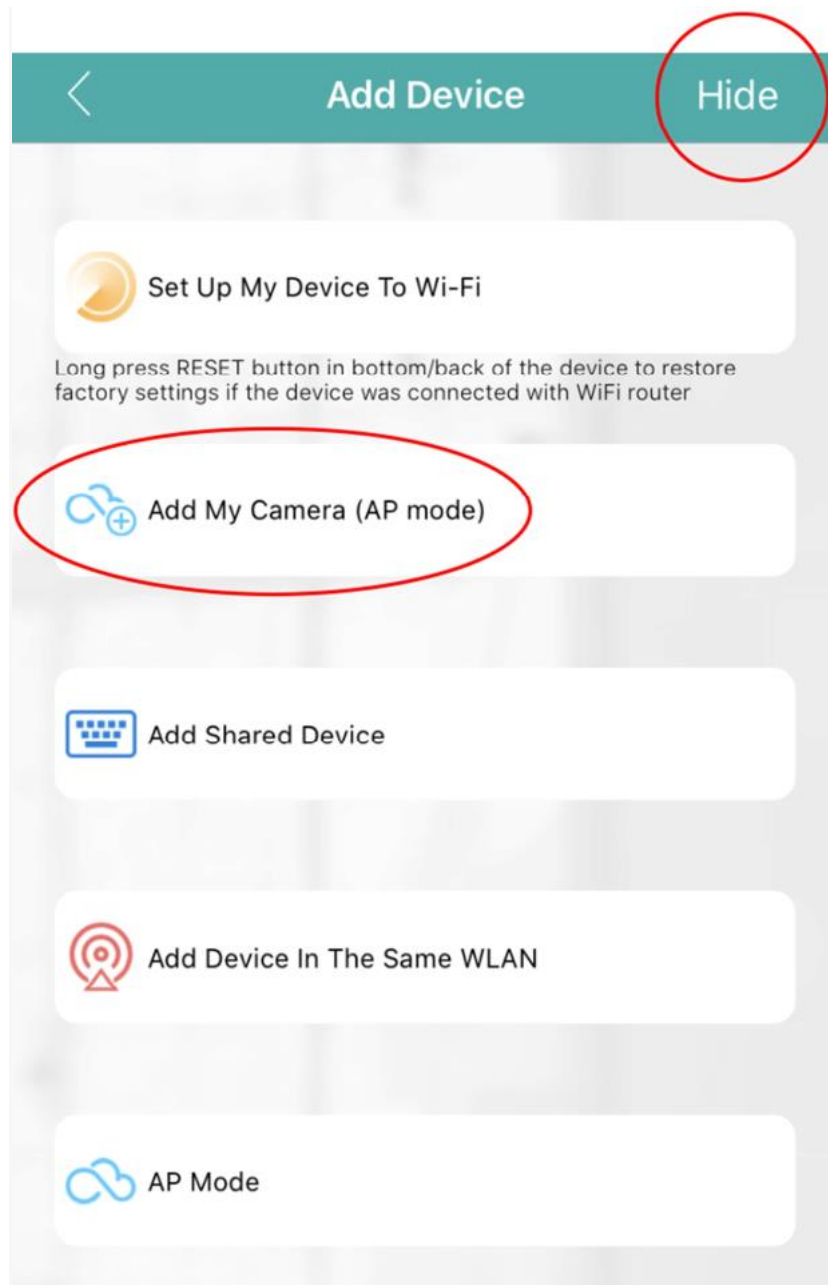 Add Device
Hide
Set Up My Device To Wi-Fi
Long press RESET button in bottom/back of the device to restore
factory settings if the device was connected with WiFi router
Add My Camera (AP mode)
Add Shared Device
Add Device In The Same WLAN
AP Mode